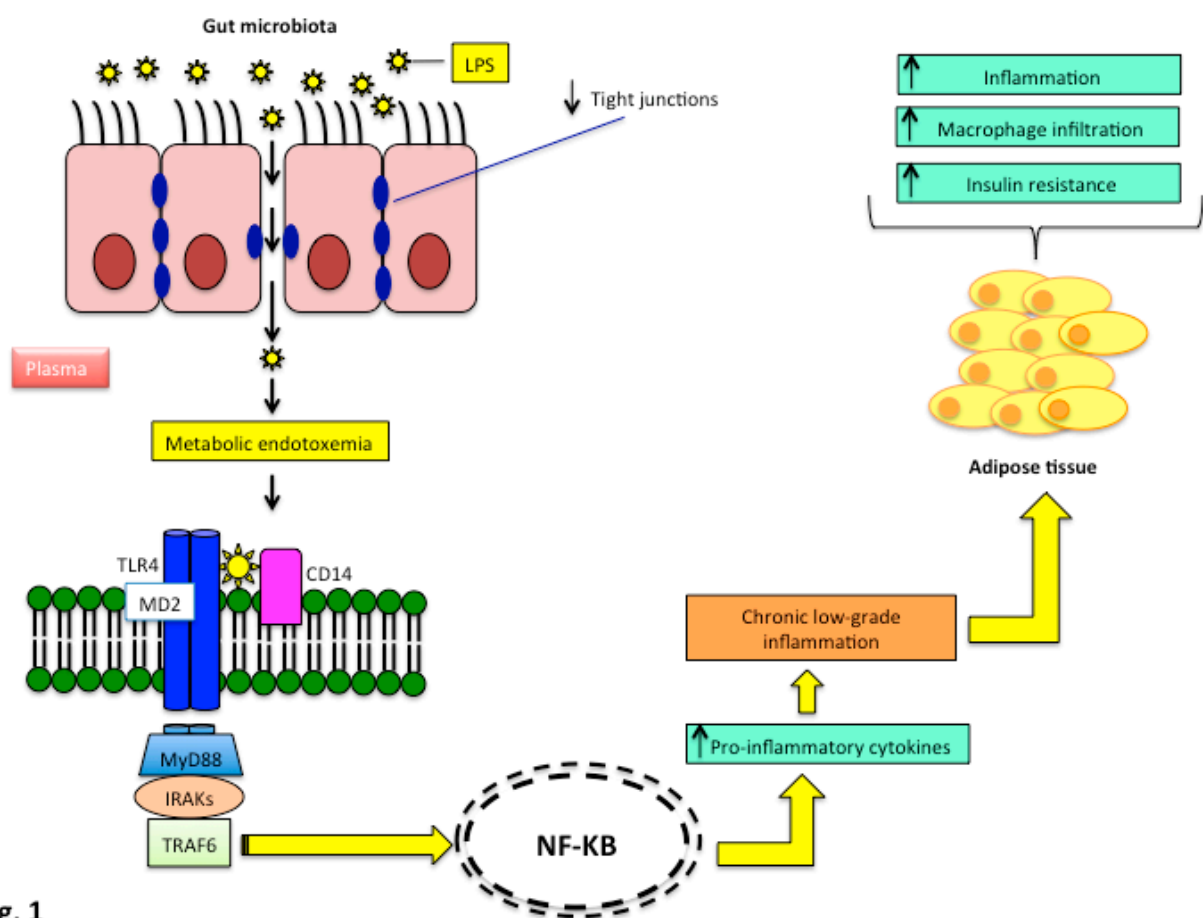 Gut microbiota
LPS
Tight junctions
Plasma
Metabolic endotoxemia
TLR4
MD2
CD14
MyD88
IRAKs
TRAF6
NF-KB
Pro-inflammatory cytokines
Chronic low-grade
inflammation
Adipose tissue
Inflammation
Macrophage infiltration
Insulin resistance
g. 1